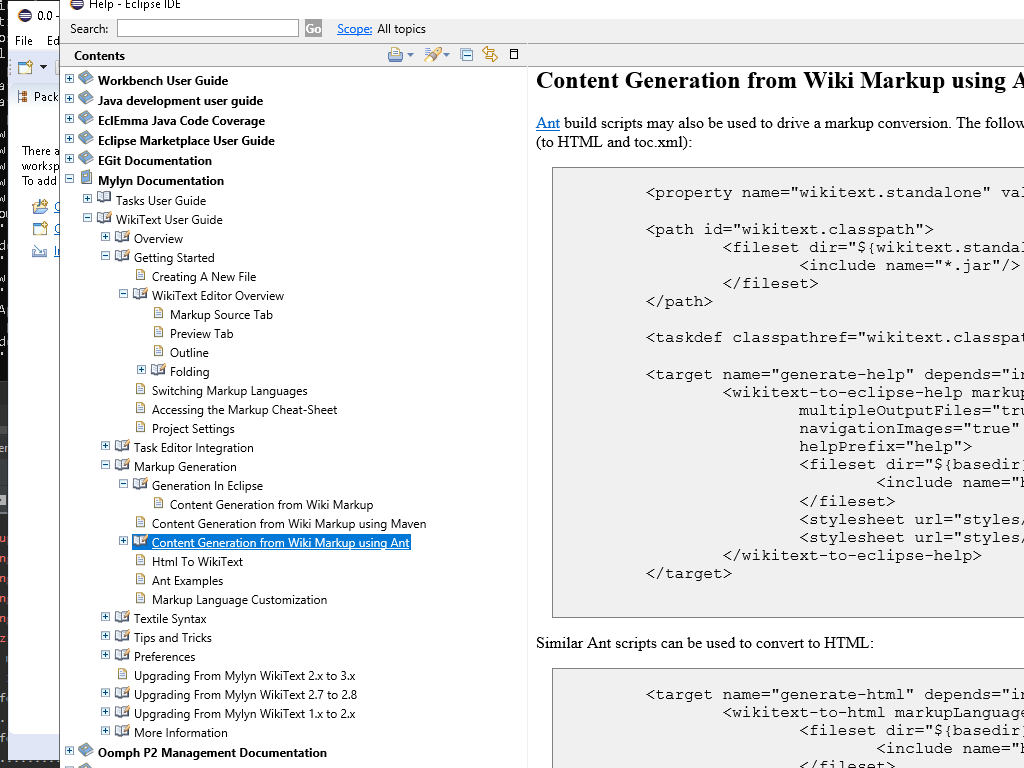 Help - Eclipse IDE
0.0 -
Search:
Go
Scope: All topics
File
Contents
Workbench User Guide
Java development user guide
EclEmma Java Code Coverage
Eclipse Marketplace User Guide
EGit Documentation
Mylyn Documentation
Tasks User Guide
WikiText User Guide
Overview
Getting Started
Creating A New File
WikiText Editor Overview
Markup Source Tab
Preview Tab
Outline
Folding
Switching Markup Languages
Accessing the Markup Cheat-Sheet
Project Settings
Task Editor Integration
Markup Generation
Generation In Eclipse
Content Generation from Wiki Markup
Content Generation from Wiki Markup using Maven
Content Generation from Wiki Markup using Ant
Html To WikiText
Ant Examples
Markup Language Customization
Textile Syntax
Tips and Tricks
Preferences
Upgrading From Mylyn WikiText 2.x to 3.x
Upgrading From Mylyn WikiText 2.7 to 2.8
Upgrading From Mylyn WikiText 1.x to 2.x
More Information
Oomph P2 Management Documentation
Pack
There a
worksp
To add
Content Generation from Wiki Markup using A
Ant build scripts may also be used to drive a markup conversion. The follow
(to HTML and toc.xml):
<property name="wikitext.standalone" val
<path id="wikitext.classpath">
<fileset dir="${wikitext.standal
<include name="*.jar"/>
</fileset>
</path>
<taskdef classpathref="wikitext.classpat
<target name="generate-help" depends="in
<wikitext-to-eclipse-help markup
multipleOutputFiles="tru
navigationImages="true"
helpPrefix="help">
<fileset dir="${basedir}
<include name="h
</fileset>
<stylesheet url="styles/
<stylesheet url="styles/
</wikitext-to-eclipse-help>
</target>
Similar Ant scripts can be used to convert to HTML:
<target name="generate-html" depends="in
<wikitext-to-html markupLanguage
<fileset dir="${basedir}
<include name="h
</fileset>